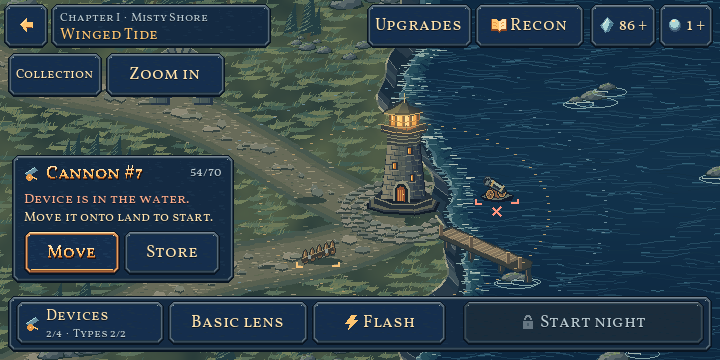 Chapter I · Misty Shore
Winged Tide
Upgrades
Recon
86 +
1 +
Collection
Zoom in
Cannon #7
54/70
Device is in the water.
Move it onto land to start.
Move
Store
Devices
2/4 · Types 2/2
Basic lens
Flash
Start night